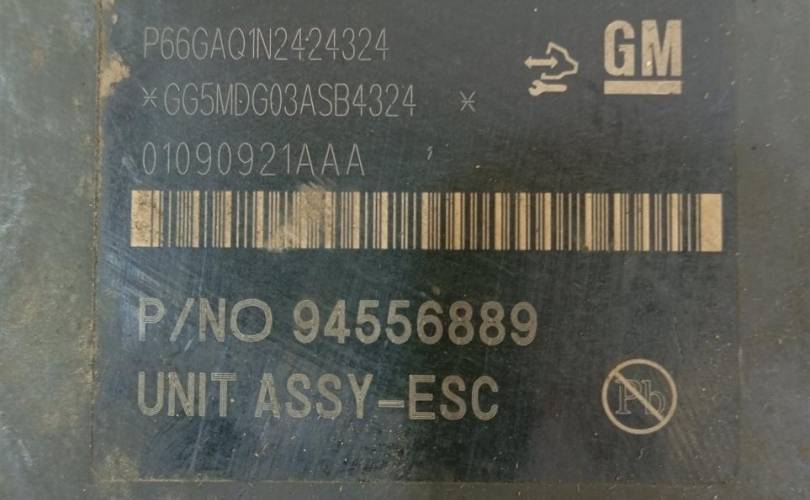 P66GAQ1N2424324
GM
*GG5MDG03ASB4324 *
01090921AAA
P/NO 94556889
UNIT ASSY-ESC
Pb